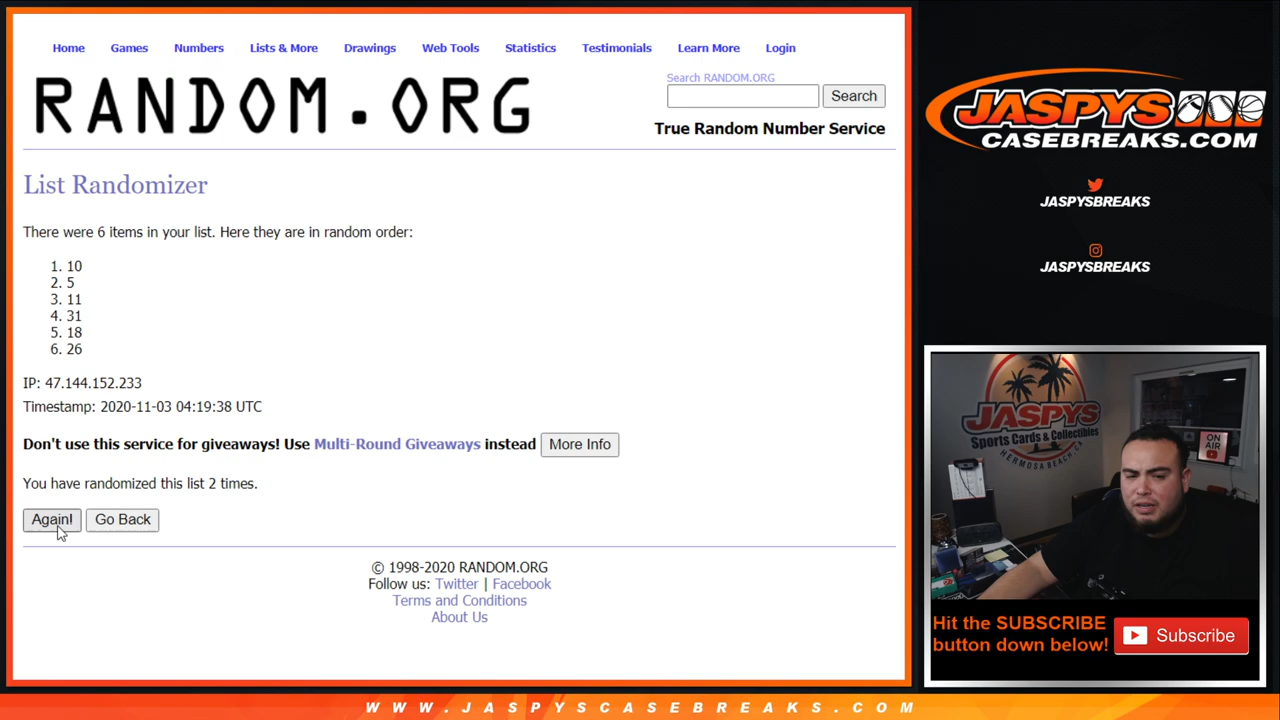 Home Games Numbers Lists & More Drawings Web Tools Statistics Testimonials Learn More Login
RANDOM.ORG
Search RANDOM.ORG
Search
True Random Number Service
List Randomizer
There were 6 items in your list. Here they are in random order:
1. 10
2. 5
3. 11
4. 31
5. 18
6. 26
IP: 47.144.152.233
Timestamp: 2020-11-03 04:19:38 UTC
Don't use this service for giveaways! Use Multi-Round Giveaways instead More Info
You have randomized this list 2 times.
Again! Go Back
© 1998-2020 RANDOM.ORG
Follow us: Twitter | Facebook
Terms and Conditions
About Us
JASPYS
CASEBREAKS.COM
JASPYSBREAKS
JASPYSBREAKS
JASPYS
Sports Cards & Collectibles
HERMOSA BEACH, CA
ON AIR
Hit the SUBSCRIBE
button down below!
Subscribe
WWW.JASPYSCASEBREAKS.COM